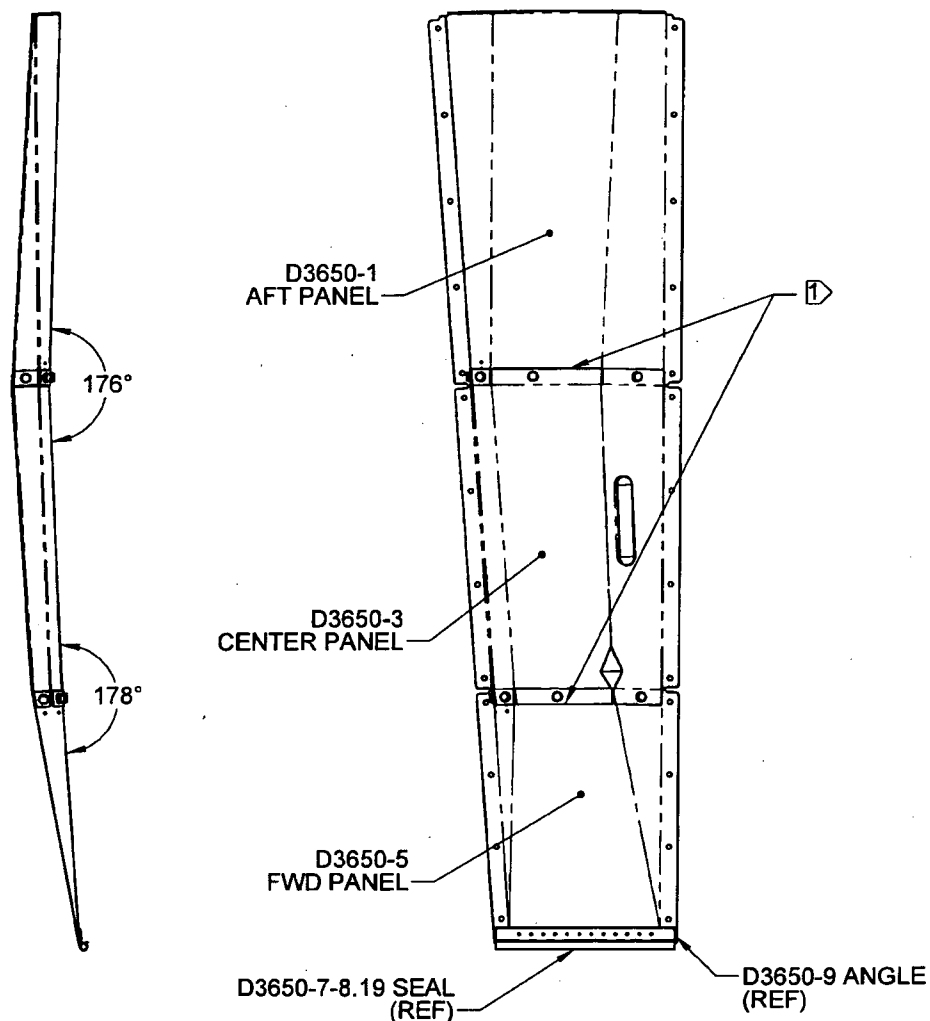 D3650-1
AFT PANEL
1
176°
D3650-3
CENTER PANEL
178°
D3650-5
FWD PANEL
D3650-7-8.19 SEAL
(REF)
D3650-9 ANGLE
(REF)